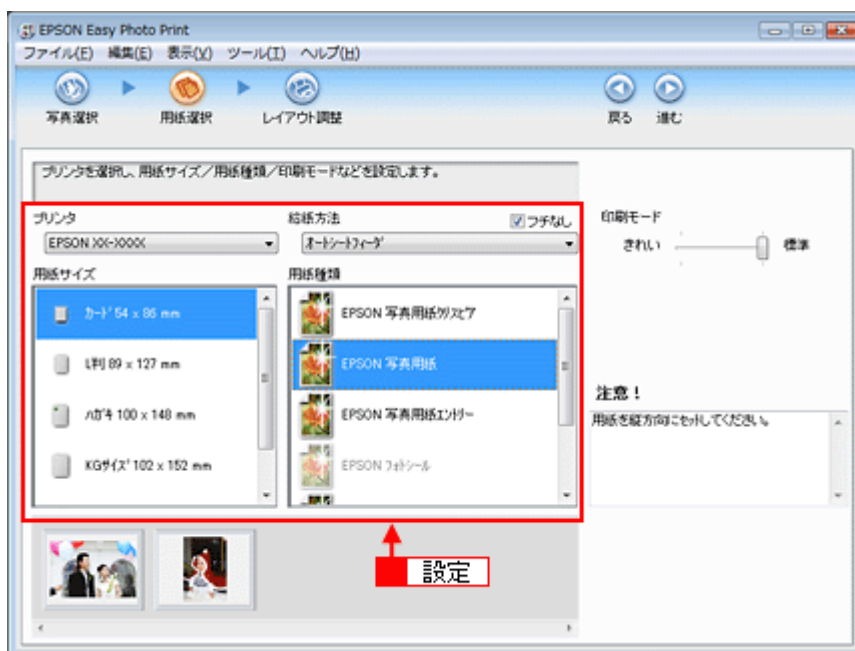 EPSON Easy Photo Print
ファイル(F) 編集(E) 表示(V) ツール(T) ヘルプ(H)
写真選択 用紙選択 レイアウト調整 戻る 進む
プリンタを選択し、用紙サイズ／用紙種類／印刷モードなどを設定します。
プリンタ 給紙方法 フチなし 印刷モード
EPSON XX-XXXX オートシートフィーダ きれい 標準
用紙サイズ 用紙種類
カード 54 x 86 mm EPSON 写真用紙クリスピア
L判 89 x 127 mm EPSON 写真用紙
注意！
ハガキ 100 x 148 mm EPSON 写真用紙エントリー 用紙を縦方向にセットしてください。
KGサイズ 102 x 152 mm EPSON フォトシール
設定